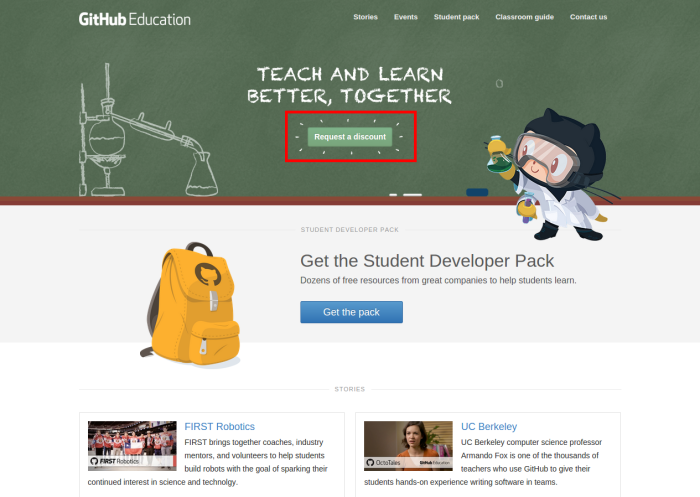 GitHub Education
Stories Events Student pack Classroom guide Contact us
TEACH AND LEARN
BETTER, TOGETHER
Request a discount
STUDENT DEVELOPER PACK
Get the Student Developer Pack
Dozens of free resources from great companies to help students learn.
Get the pack
STORIES
FIRST Robotics
FIRST brings together coaches, industry
mentors, and volunteers to help students
build robots with the goal of sparking their
continued interest in science and technolgy.
FIRST Robotics
UC Berkeley
UC Berkeley computer science professor
Armando Fox is one of the thousands of
teachers who use GitHub to give their
students hands-on experience writing software in teams.
OctoTales
GitHub Education